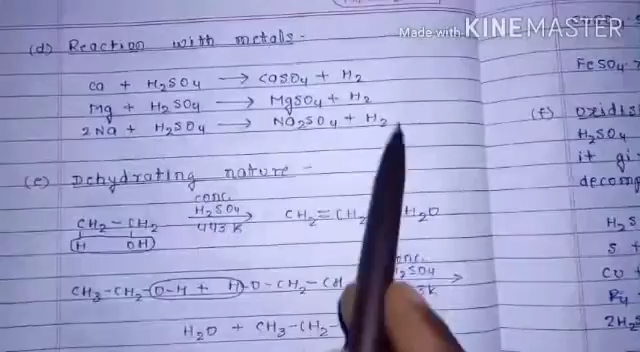 Made with KINEMASTER
(d) Reaction with metals -
Ca + H2SO4 → CaSO4 + H2
Mg + H2SO4 → MgSO4 + H2
2Na + H2SO4 → Na2SO4 + H2
(e) Dehydrating nature -
CH2 - CH2 conc. H2SO4 443 K → CH2=CH2 H2O
H OH
CH3-CH2-O-H + H-O-CH2-CH conc. H2SO4 3K →
H2O + CH3-CH2-
FeSO4
(f) oxidis
H2SO4
it gi
decomp
H2S
S +
CU +
2H2S